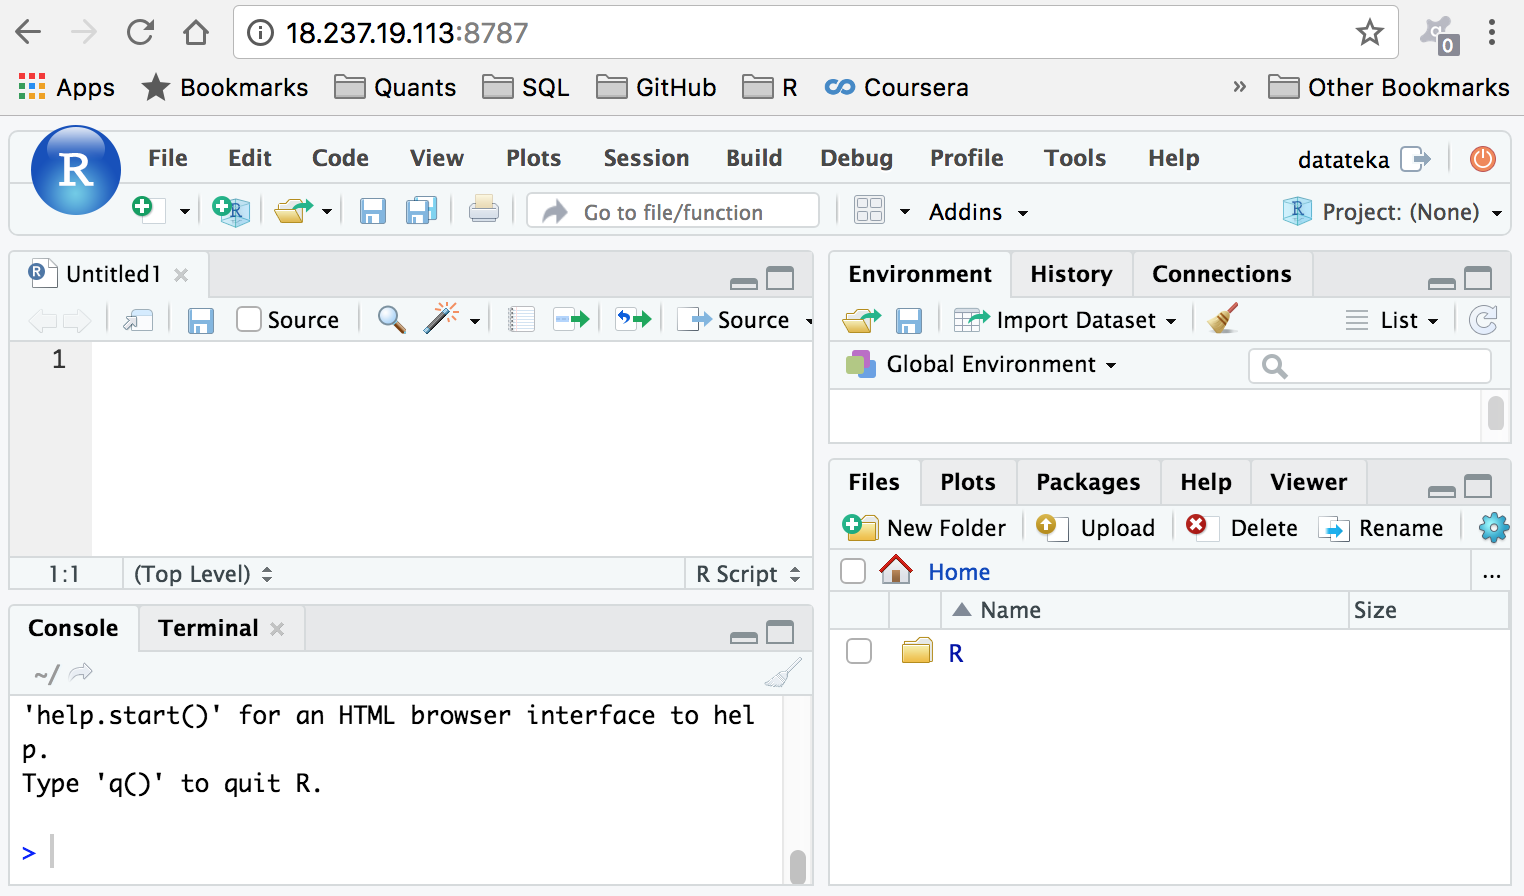 18.237.19.113:8787
0
Apps Bookmarks Quants SQL GitHub R Coursera » Other Bookmarks
R
File Edit Code View Plots Session Build Debug Profile Tools Help datateka
R Go to file/function Addins R Project: (None)
R Untitled1
Source Source
1
1:1 (Top Level) R Script
Console Terminal
~/
'help.start()' for an HTML browser interface to hel
p.
Type 'q()' to quit R.
>
Environment History Connections
Import Dataset List
Global Environment
Files Plots Packages Help Viewer
New Folder Upload Delete Rename
Home ...
Name Size
R